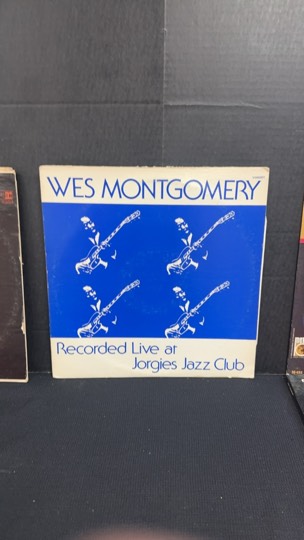 WES MONTGOMERY
Recorded Live at
Jorgies Jazz Club